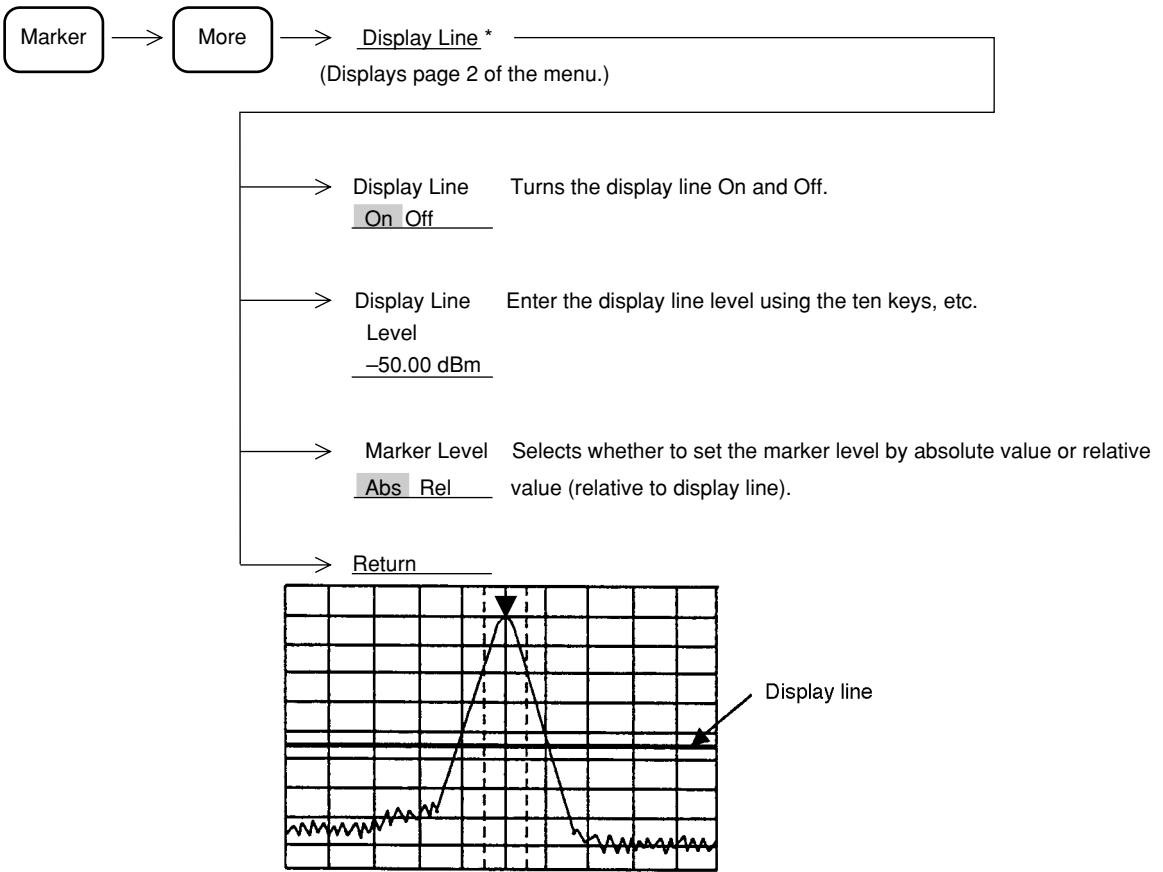 Marker More Display Line *
(Displays page 2 of the menu.)
Display Line Turns the display line On and Off.
On Off
Display Line Enter the display line level using the ten keys, etc.
Level
–50.00 dBm
Marker Level Selects whether to set the marker level by absolute value or relative
Abs Rel value (relative to display line).
Return
Display line